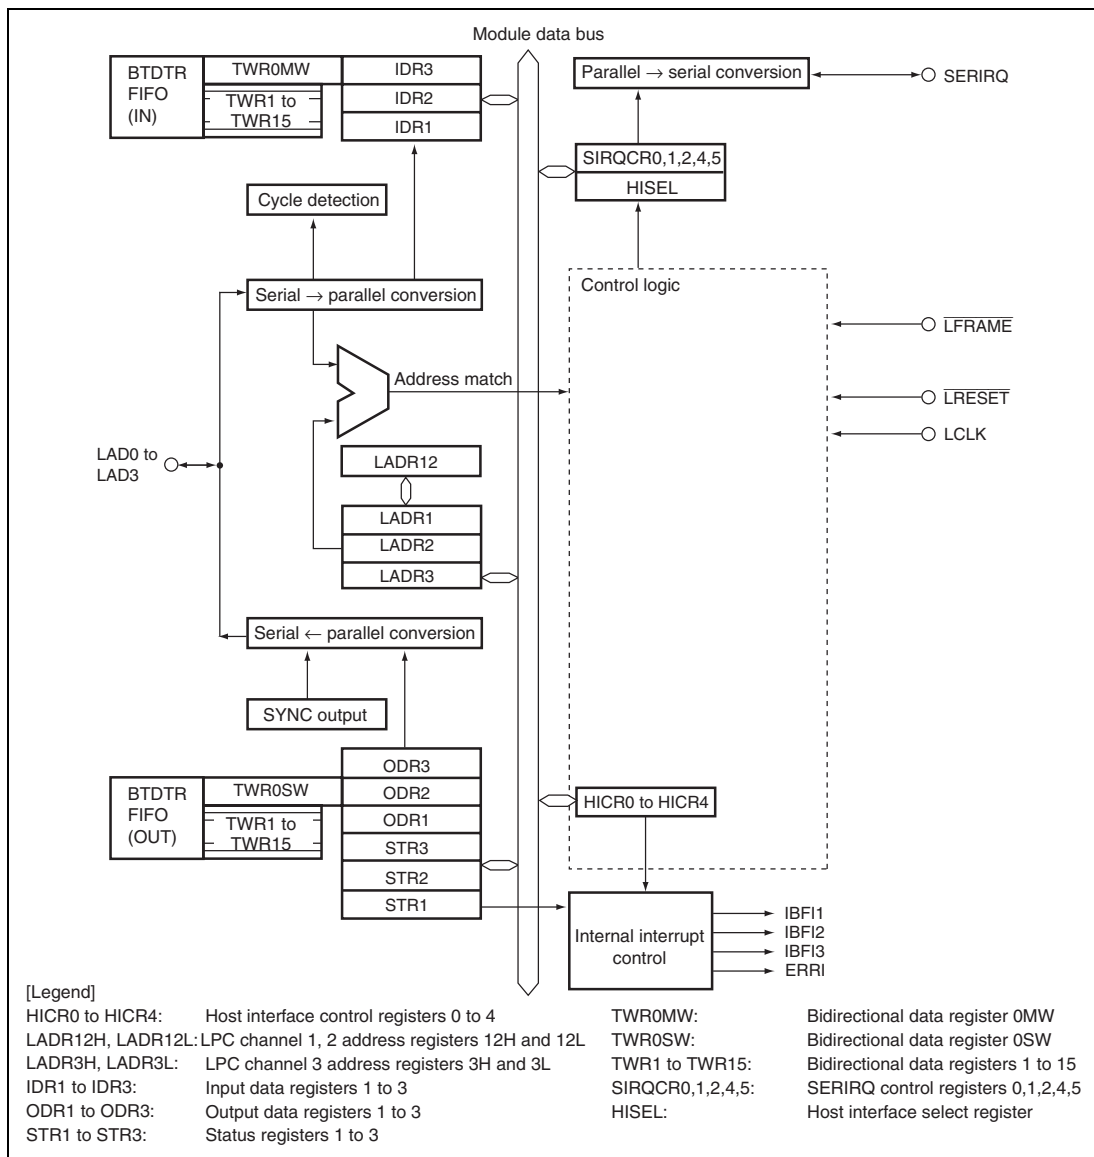 Module data bus
BTDTR
FIFO
(IN)
TWR0MW
TWR1 to
TWR15
IDR3
IDR2
IDR1
Parallel → serial conversion
SERIRQ
SIRQCR0,1,2,4,5
HISEL
Cycle detection
Serial → parallel conversion
Control logic
LFRAME
Address match
LRESET
LCLK
LAD0 to
LAD3
LADR12
LADR1
LADR2
LADR3
Serial ← parallel conversion
SYNC output
BTDTR
FIFO
(OUT)
TWR0SW
TWR1 to
TWR15
ODR3
ODR2
ODR1
STR3
STR2
STR1
HICR0 to HICR4
Internal interrupt
control
IBFI1
IBFI2
IBFI3
ERRI
[Legend]
HICR0 to HICR4: Host interface control registers 0 to 4
LADR12H, LADR12L: LPC channel 1, 2 address registers 12H and 12L
LADR3H, LADR3L: LPC channel 3 address registers 3H and 3L
IDR1 to IDR3: Input data registers 1 to 3
ODR1 to ODR3: Output data registers 1 to 3
STR1 to STR3: Status registers 1 to 3
TWR0MW: Bidirectional data register 0MW
TWR0SW: Bidirectional data register 0SW
TWR1 to TWR15: Bidirectional data registers 1 to 15
SIRQCR0,1,2,4,5: SERIRQ control registers 0,1,2,4,5
HISEL: Host interface select register